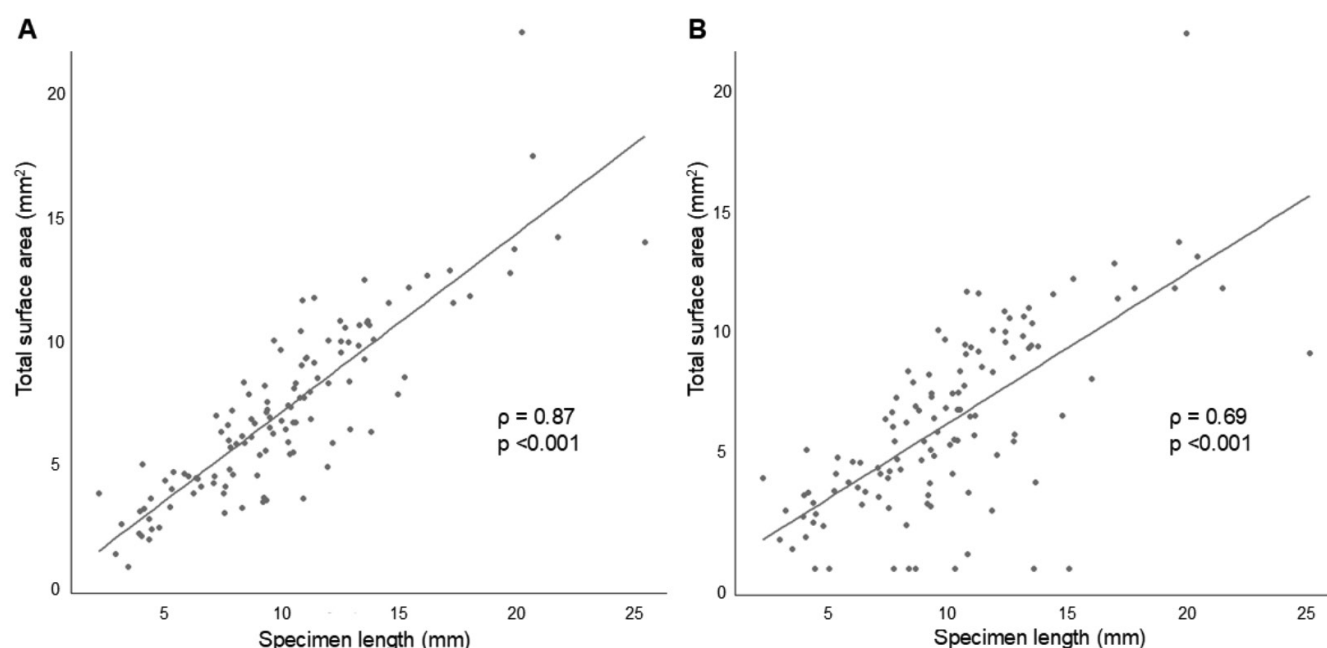 A
Total surface area (mm²)
20
15
10
5
0
5
10
15
20
25
ρ = 0.87
p <0.001
Specimen length (mm)
B
Total surface area (mm²)
20
15
10
5
0
5
10
15
20
25
ρ = 0.69
p <0.001
Specimen length (mm)